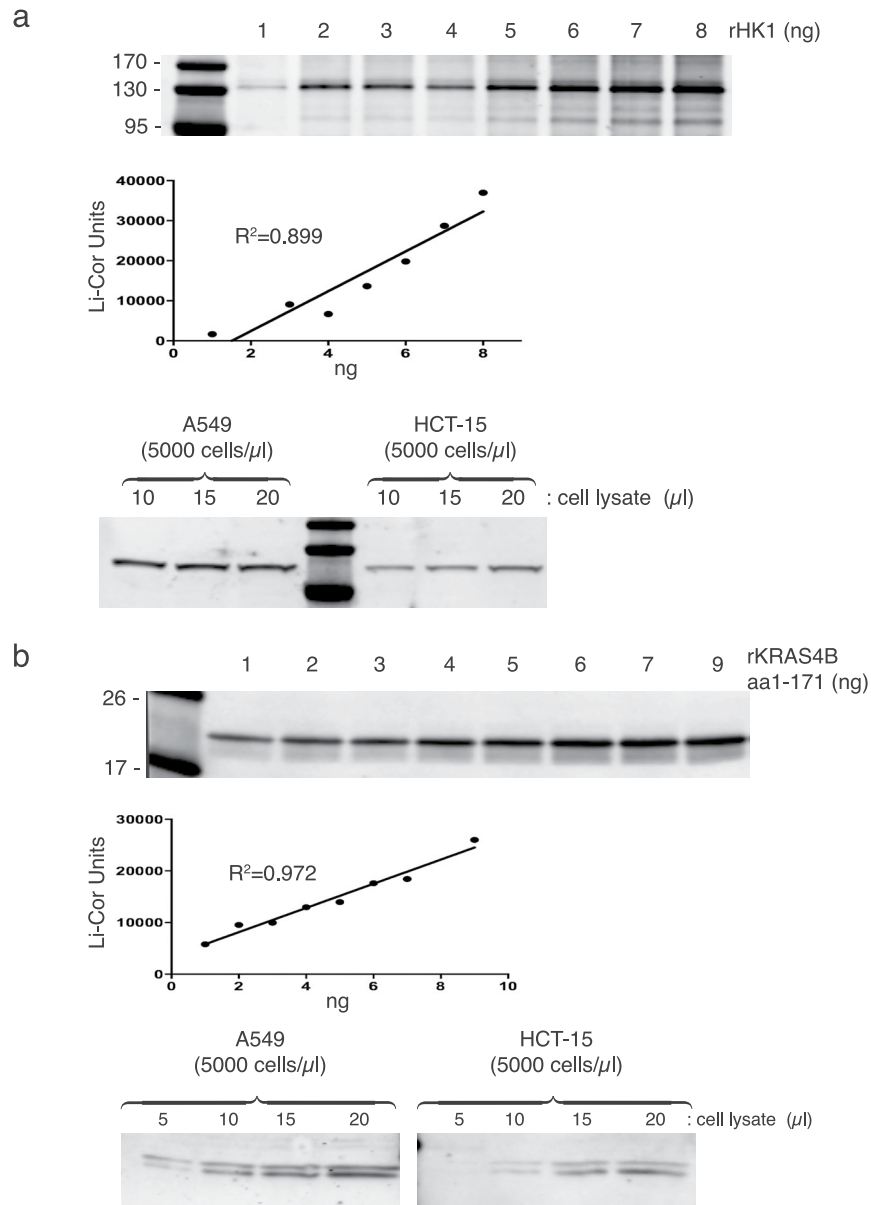 a
1 2 3 4 5 6 7 8 rHK1 (ng)
170 -
130 -
95 -
40000
30000
20000
10000
0
Li-Cor Units
R²=0.899
0 2 4 6 8
ng
A549 HCT-15
(5000 cells/µl) (5000 cells/µl)
10 15 20 10 15 20 : cell lysate (µl)
b
1 2 3 4 5 6 7 9 rKRAS4B
aa1-171 (ng)
26 -
17 -
30000
20000
10000
0
Li-Cor Units
R²=0.972
0 2 4 6 8 10
ng
A549 HCT-15
(5000 cells/µl) (5000 cells/µl)
5 10 15 20 5 10 15 20 : cell lysate (µl)